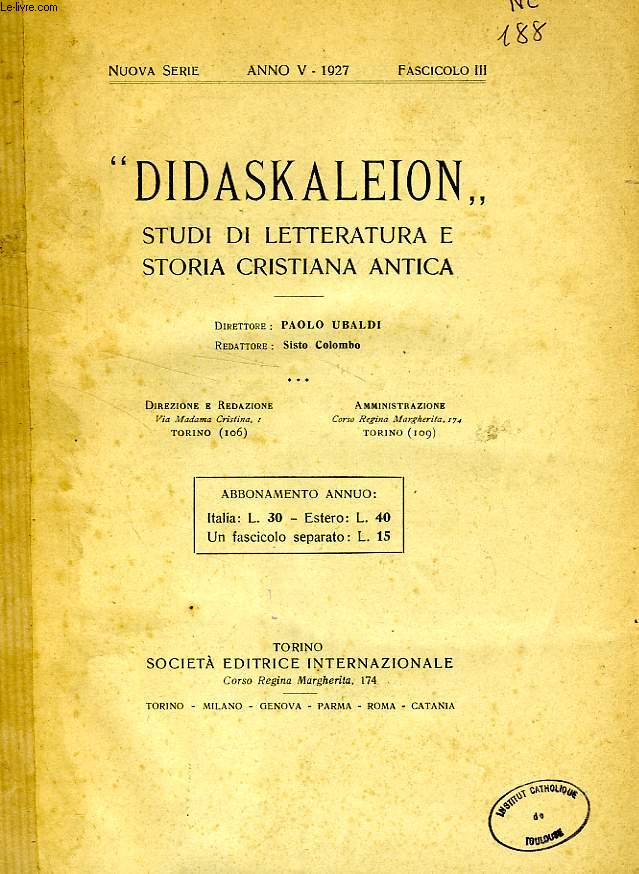 Le-livre.com
NC
188
NUOVA SERIE ANNO V - 1927 FASCICOLO III
“DIDASKALEION„
STUDI DI LETTERATURA E
STORIA CRISTIANA ANTICA
DIRETTORE: PAOLO UBALDI
REDATTORE: Sisto Colombo
DIREZIONE E REDAZIONE
Via Madama Cristina, 1
TORINO (106)
AMMINISTRAZIONE
Corso Regina Margherita, 174
TORINO (109)
ABBONAMENTO ANNUO:
Italia: L. 30 - Estero: L. 40
Un fascicolo separato: L. 15
TORINO
SOCIETÀ EDITRICE INTERNAZIONALE
Corso Regina Margherita, 174
TORINO - MILANO - GENOVA - PARMA - ROMA - CATANIA
INSTITUT CATHOLIQUE
de
TOULOUSE